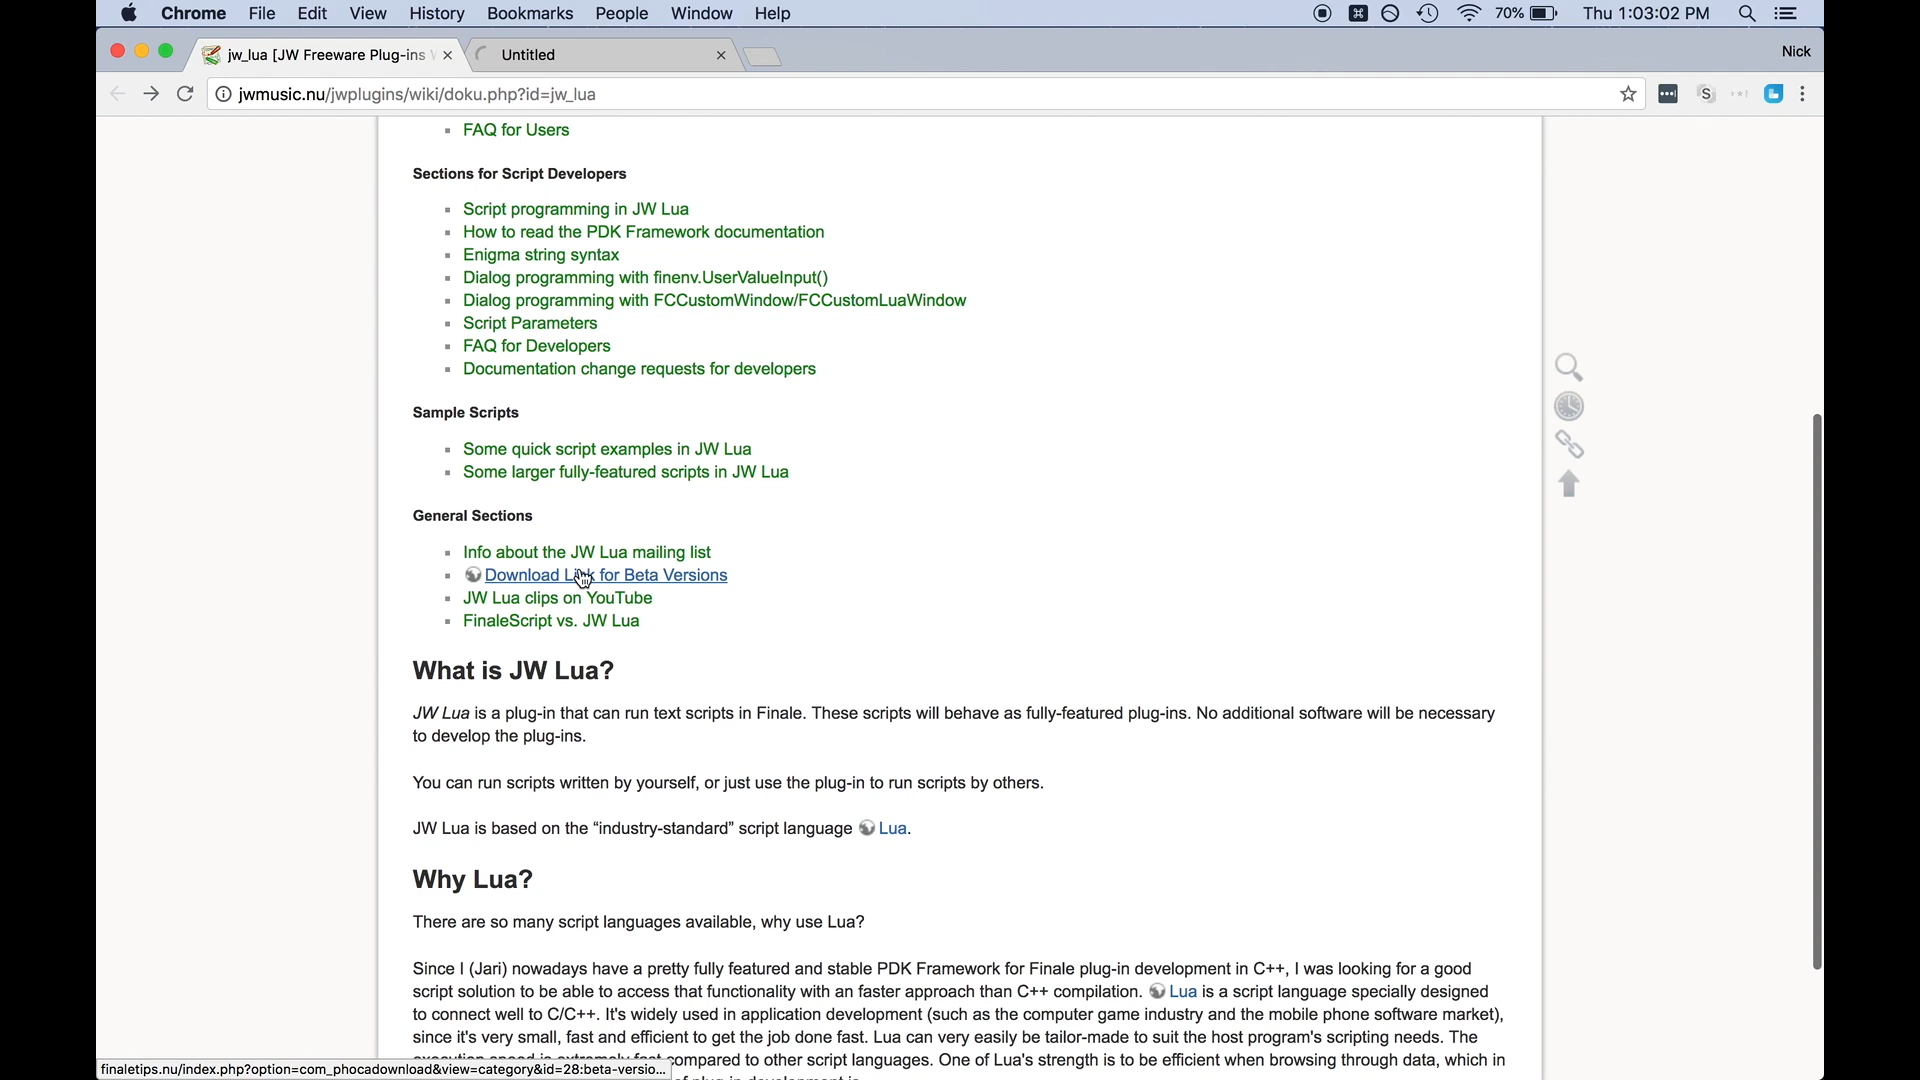 Chrome File Edit View History Bookmarks People Window Help 70% Thu 1:03:02 PM
jw_lua [JW Freeware Plug-ins Untitled Nick
jwmusic.nu/jwplugins/wiki/doku.php?id=jw_lua
FAQ for Users
Sections for Script Developers
Script programming in JW Lua
How to read the PDK Framework documentation
Enigma string syntax
Dialog programming with finenv.UserValueInput()
Dialog programming with FCCustomWindow/FCCustomLuaWindow
Script Parameters
FAQ for Developers
Documentation change requests for developers
Sample Scripts
Some quick script examples in JW Lua
Some larger fully-featured scripts in JW Lua
General Sections
Info about the JW Lua mailing list
Download Link for Beta Versions
JW Lua clips on YouTube
FinaleScript vs. JW Lua
What is JW Lua?
JW Lua is a plug-in that can run text scripts in Finale. These scripts will behave as fully-featured plug-ins. No additional software will be necessary
to develop the plug-ins.
You can run scripts written by yourself, or just use the plug-in to run scripts by others.
JW Lua is based on the “industry-standard” script language Lua.
Why Lua?
There are so many script languages available, why use Lua?
Since I (Jari) nowadays have a pretty fully featured and stable PDK Framework for Finale plug-in development in C++, I was looking for a good
script solution to be able to access that functionality with an faster approach than C++ compilation. Lua is a script language specially designed
to connect well to C/C++. It's widely used in application development (such as the computer game industry and the mobile phone software market),
since it's very small, fast and efficient to get the job done fast. Lua can very easily be tailor-made to suit the host program's scripting needs. The
execution speed is extremely fast compared to other script languages. One of Lua's strength is to be efficient when browsing through data, which in
finaletips.nu/index.php?option=com_phocadownload&view=category&id=28:beta-versio...